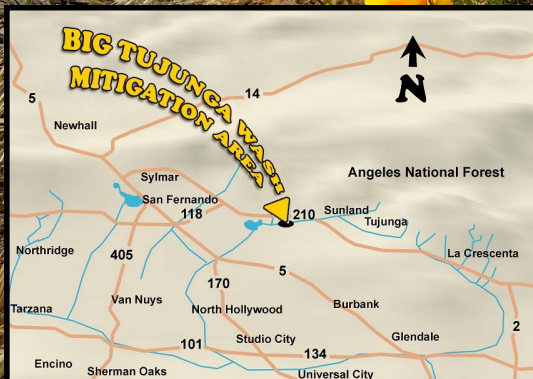 BIG TUJUNGA WASH
MITIGATION AREA
N
5
14
Newhall
Angeles National Forest
Sylmar
San Fernando
118
210
Sunland
Tujunga
Northridge
405
La Crescenta
5
170
Van Nuys
Tarzana
North Hollywood
Burbank
2
Studio City
Glendale
101
134
Encino
Sherman Oaks
Universal City